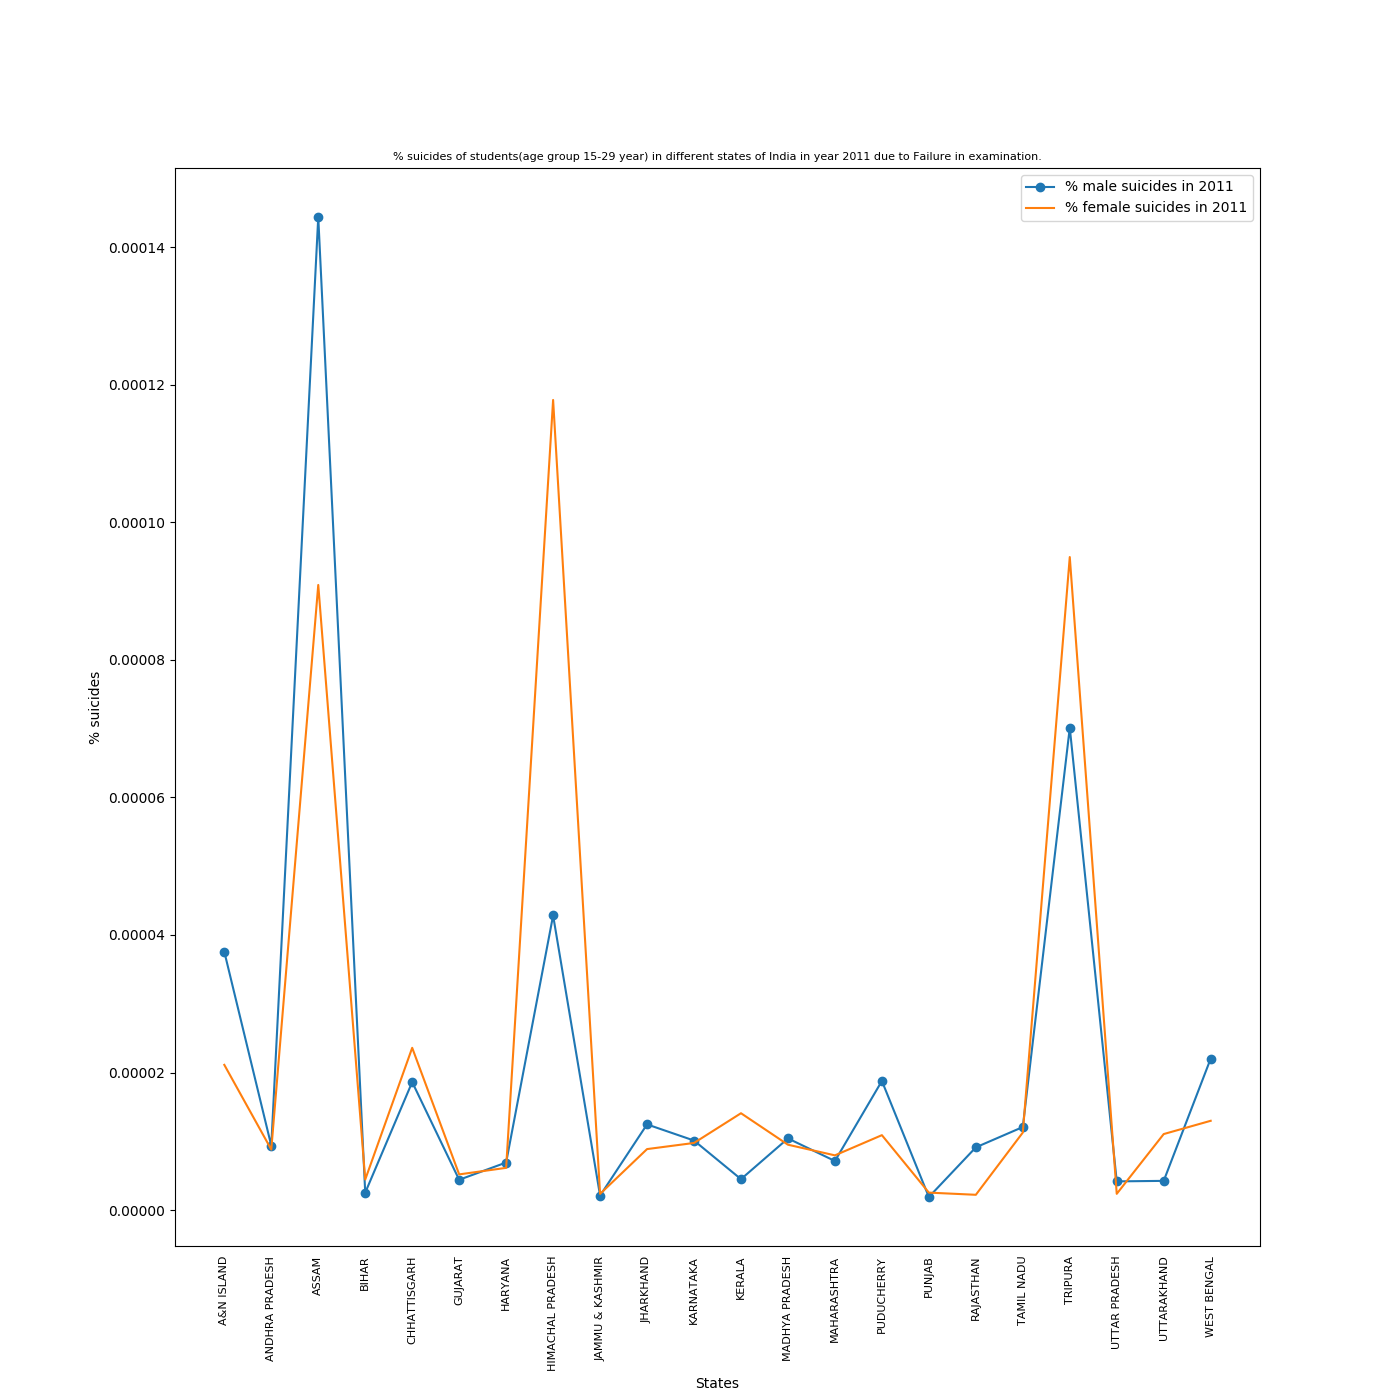 % suicides of students(age group 15-29 year) in different states of India in year 2011 due to Failure in examination.
% male suicides in 2011
% female suicides in 2011
0.00014
0.00012
0.00010
0.00008
0.00006
0.00004
0.00002
0.00000
% suicides
A&N ISLAND
ANDHRA PRADESH
ASSAM
BIHAR
CHHATTISGARH
GUJARAT
HARYANA
HIMACHAL PRADESH
JAMMU & KASHMIR
JHARKHAND
KARNATAKA
KERALA
MADHYA PRADESH
MAHARASHTRA
PUDUCHERRY
PUNJAB
RAJASTHAN
TAMIL NADU
TRIPURA
UTTAR PRADESH
UTTARAKHAND
WEST BENGAL
States